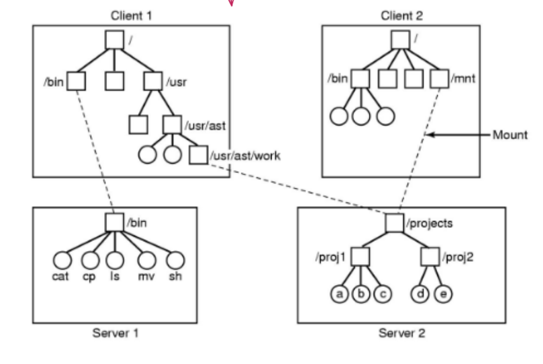 Client 1
Client 2
/
/
/bin
/usr
/bin
/mnt
/usr/ast
Mount
/usr/ast/work
/bin
/projects
/proj1
/proj2
cat cp ls mv sh
a b c d e
Server 1
Server 2